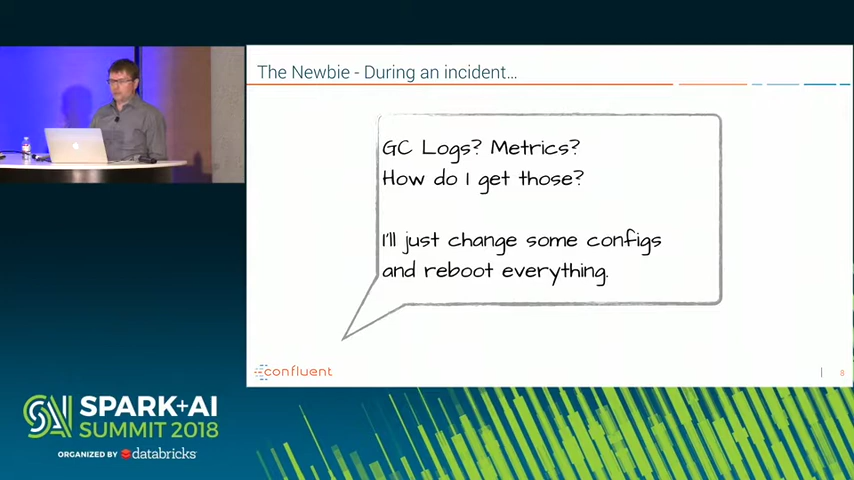 The Newbie - During an incident...
GC Logs? Metrics?
How do I get those?
I'll just change some configs
and reboot everything.
confluent
8
SPARK+AI
SUMMIT 2018
ORGANIZED BY databricks